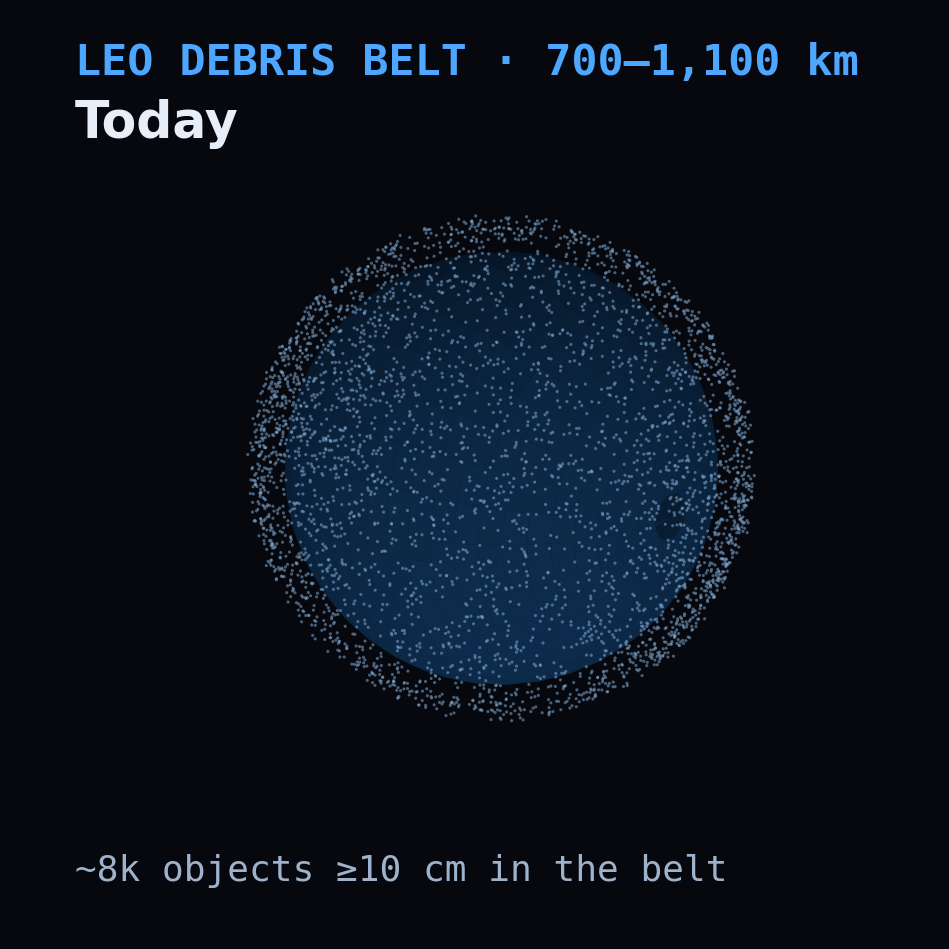 LEO DEBRIS BELT · 700–1,100 km
Today
~8k objects ≥10 cm in the belt